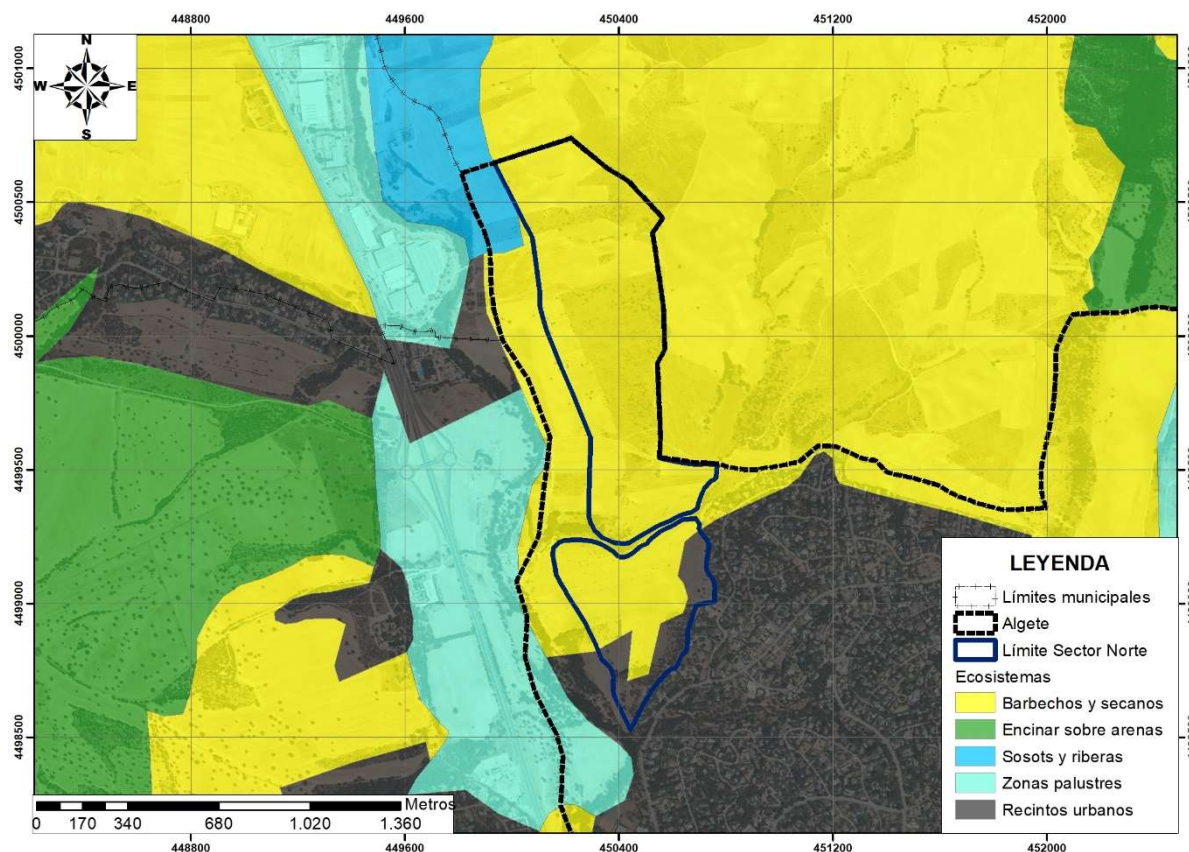 448800 449600 450400 451200 452000
N
W E
S
4501000
4500500
4500000
4499500
4499000
4498500
LEYENDA
Límites municipales
Algete
Límite Sector Norte
Ecosistemas
Barbechos y secanos
Encinar sobre arenas
Sosots y riberas
Zonas palustres
Recintos urbanos
Metros
0 170 340 680 1.020 1.360
448800 449600 450400 451200 452000